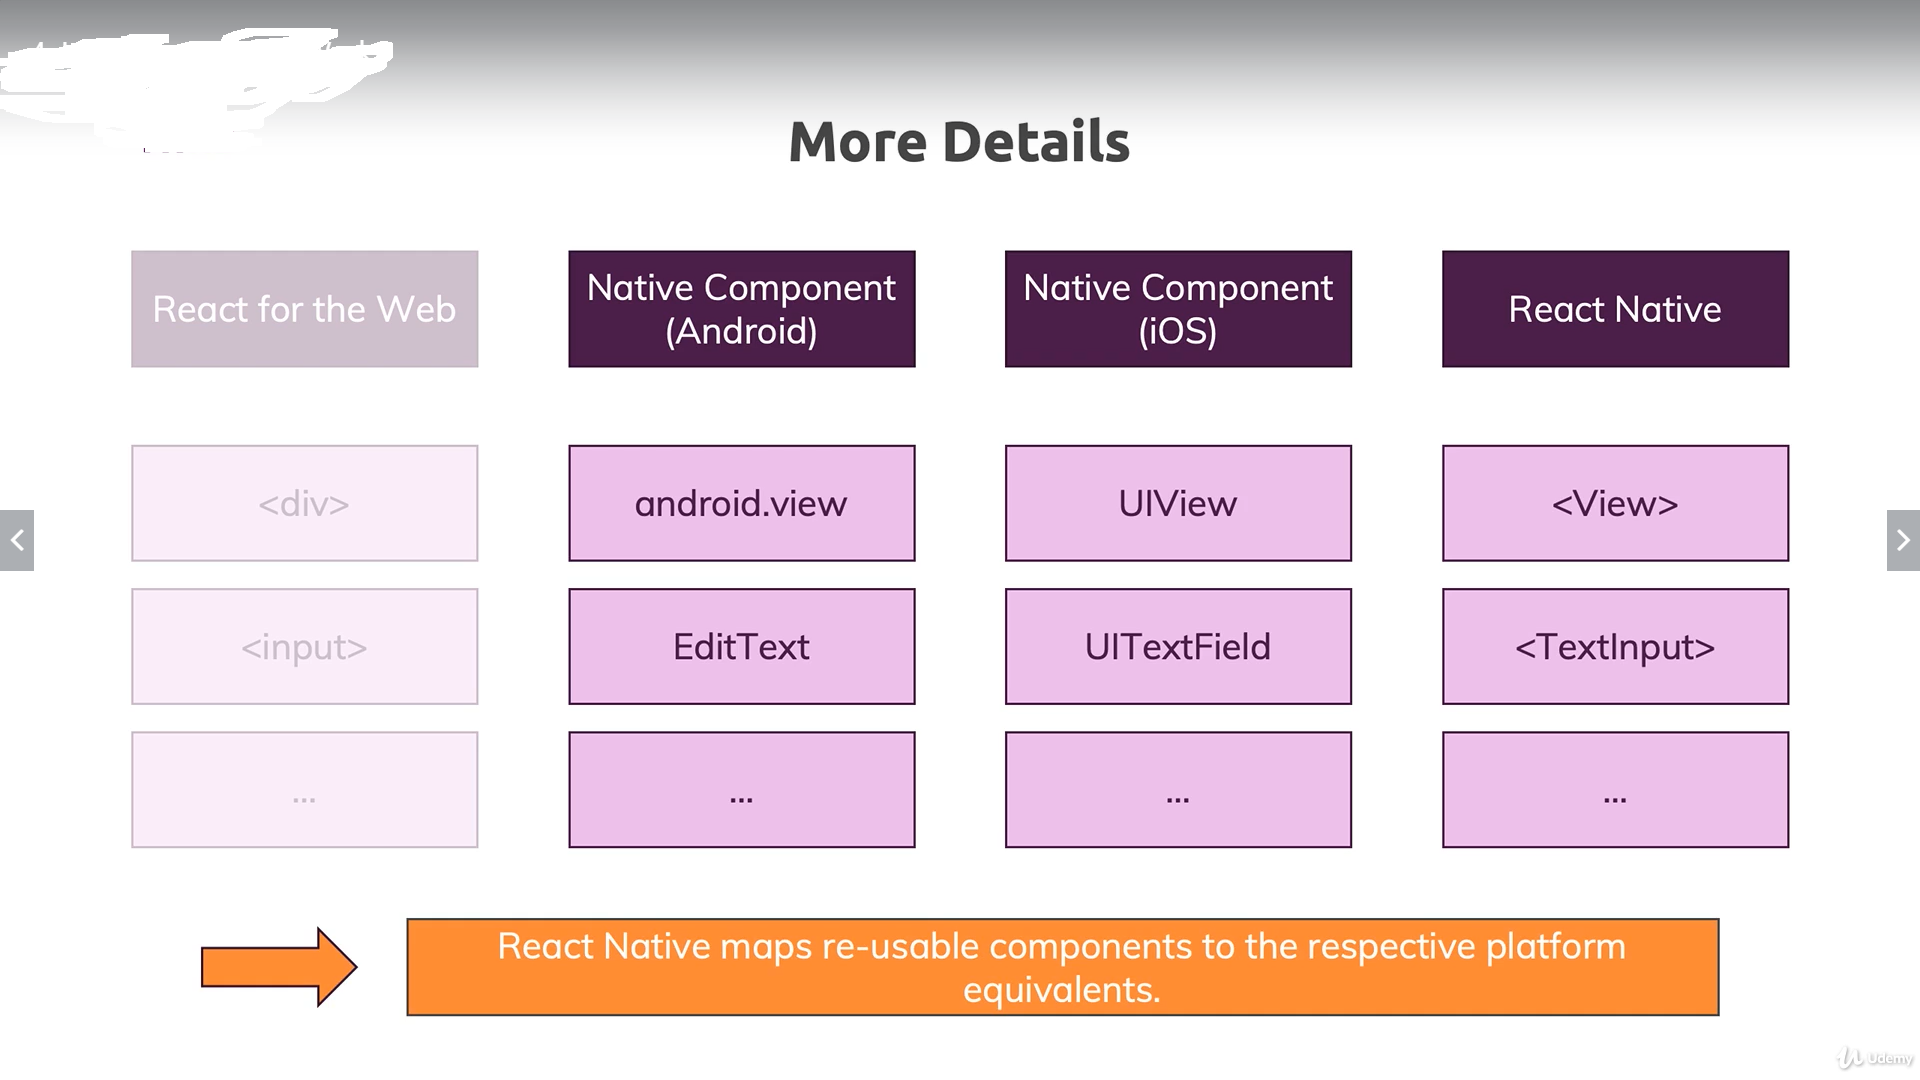 More Details
React for the Web
Native Component
(Android)
Native Component
(iOS)
React Native
<div>
android.view
UIView
<View>
<input>
EditText
UITextField
<TextInput>
...
...
...
...
React Native maps re-usable components to the respective platform
equivalents.
Udemy